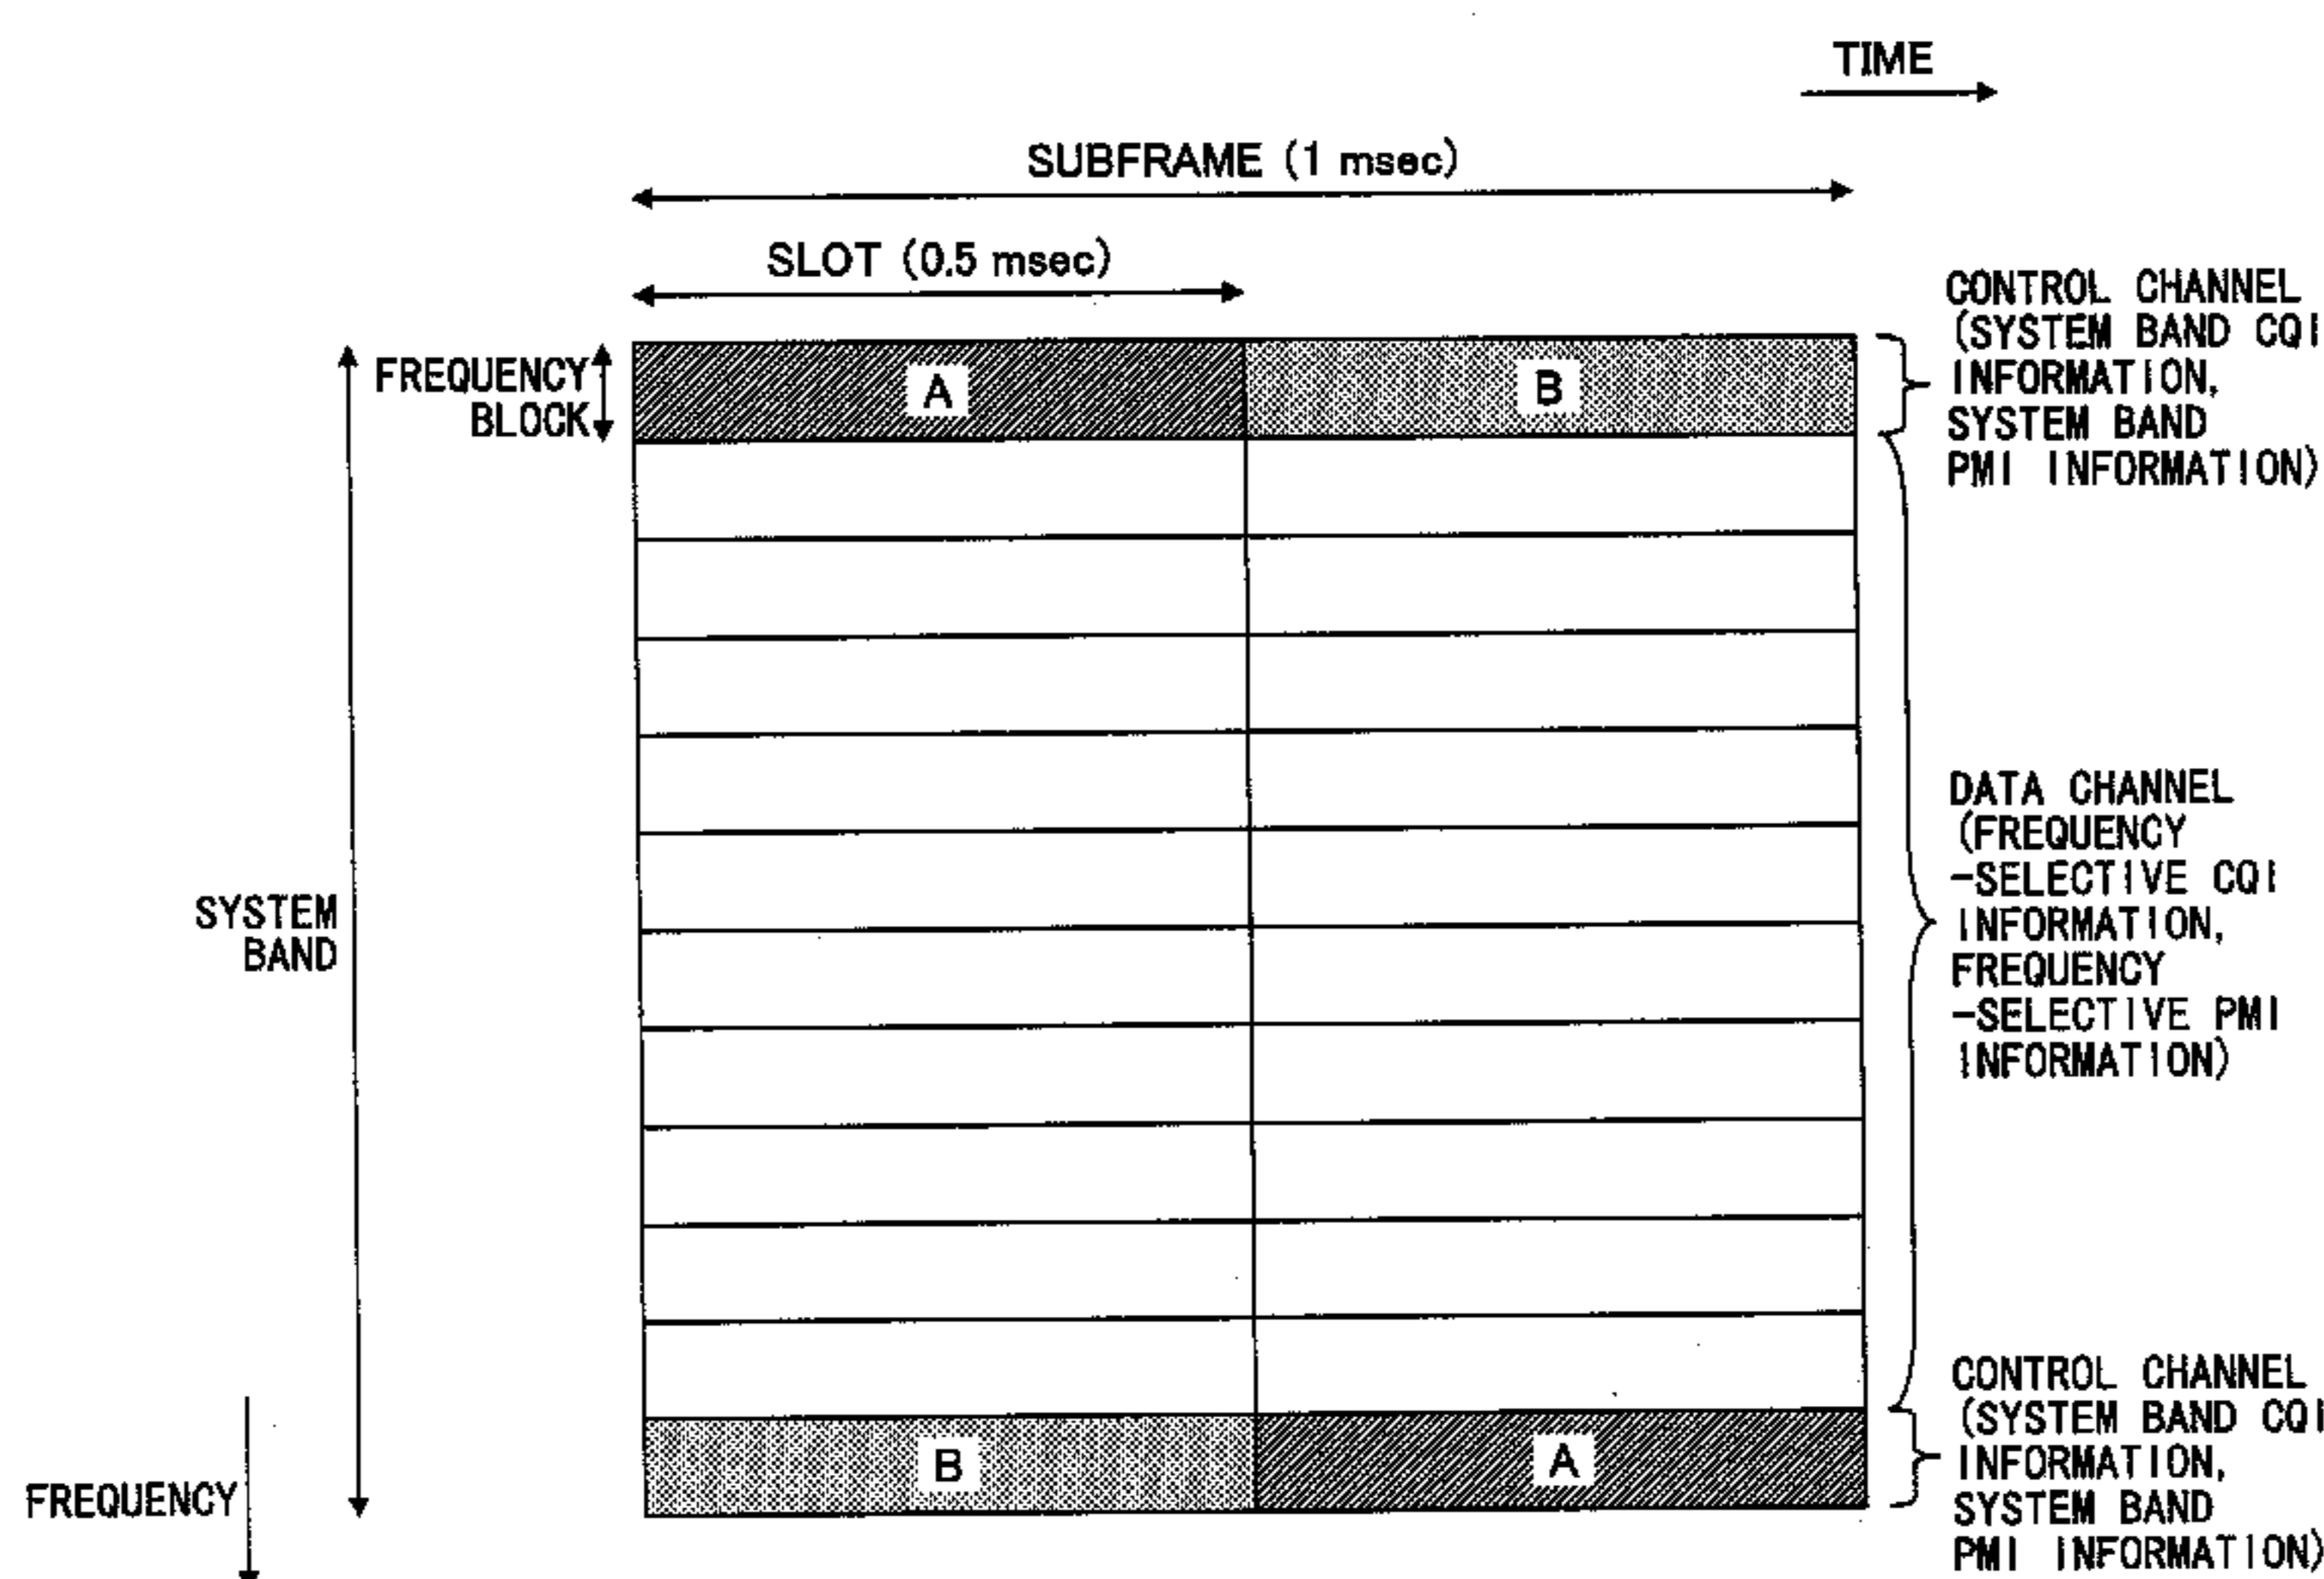 TIME
SUBFRAME (1 msec)
SLOT (0.5 msec)
FREQUENCY
BLOCK
A
B
CONTROL CHANNEL
(SYSTEM BAND CQI
INFORMATION,
SYSTEM BAND
PMI INFORMATION)
SYSTEM
BAND
DATA CHANNEL
(FREQUENCY
-SELECTIVE CQI
INFORMATION,
FREQUENCY
-SELECTIVE PMI
INFORMATION)
B
A
CONTROL CHANNEL
(SYSTEM BAND CQI
INFORMATION,
SYSTEM BAND
PMI INFORMATION)
FREQUENCY